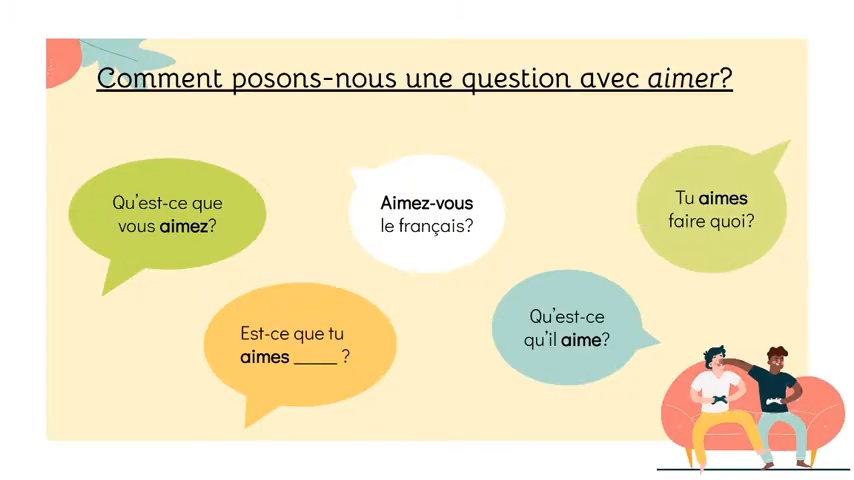 Comment posons-nous une question avec aimer?
Qu'est-ce que
vous aimez?
Aimez-vous
le français?
Tu aimes
faire quoi?
Est-ce que tu
aimes _____ ?
Qu'est-ce
qu'il aime?